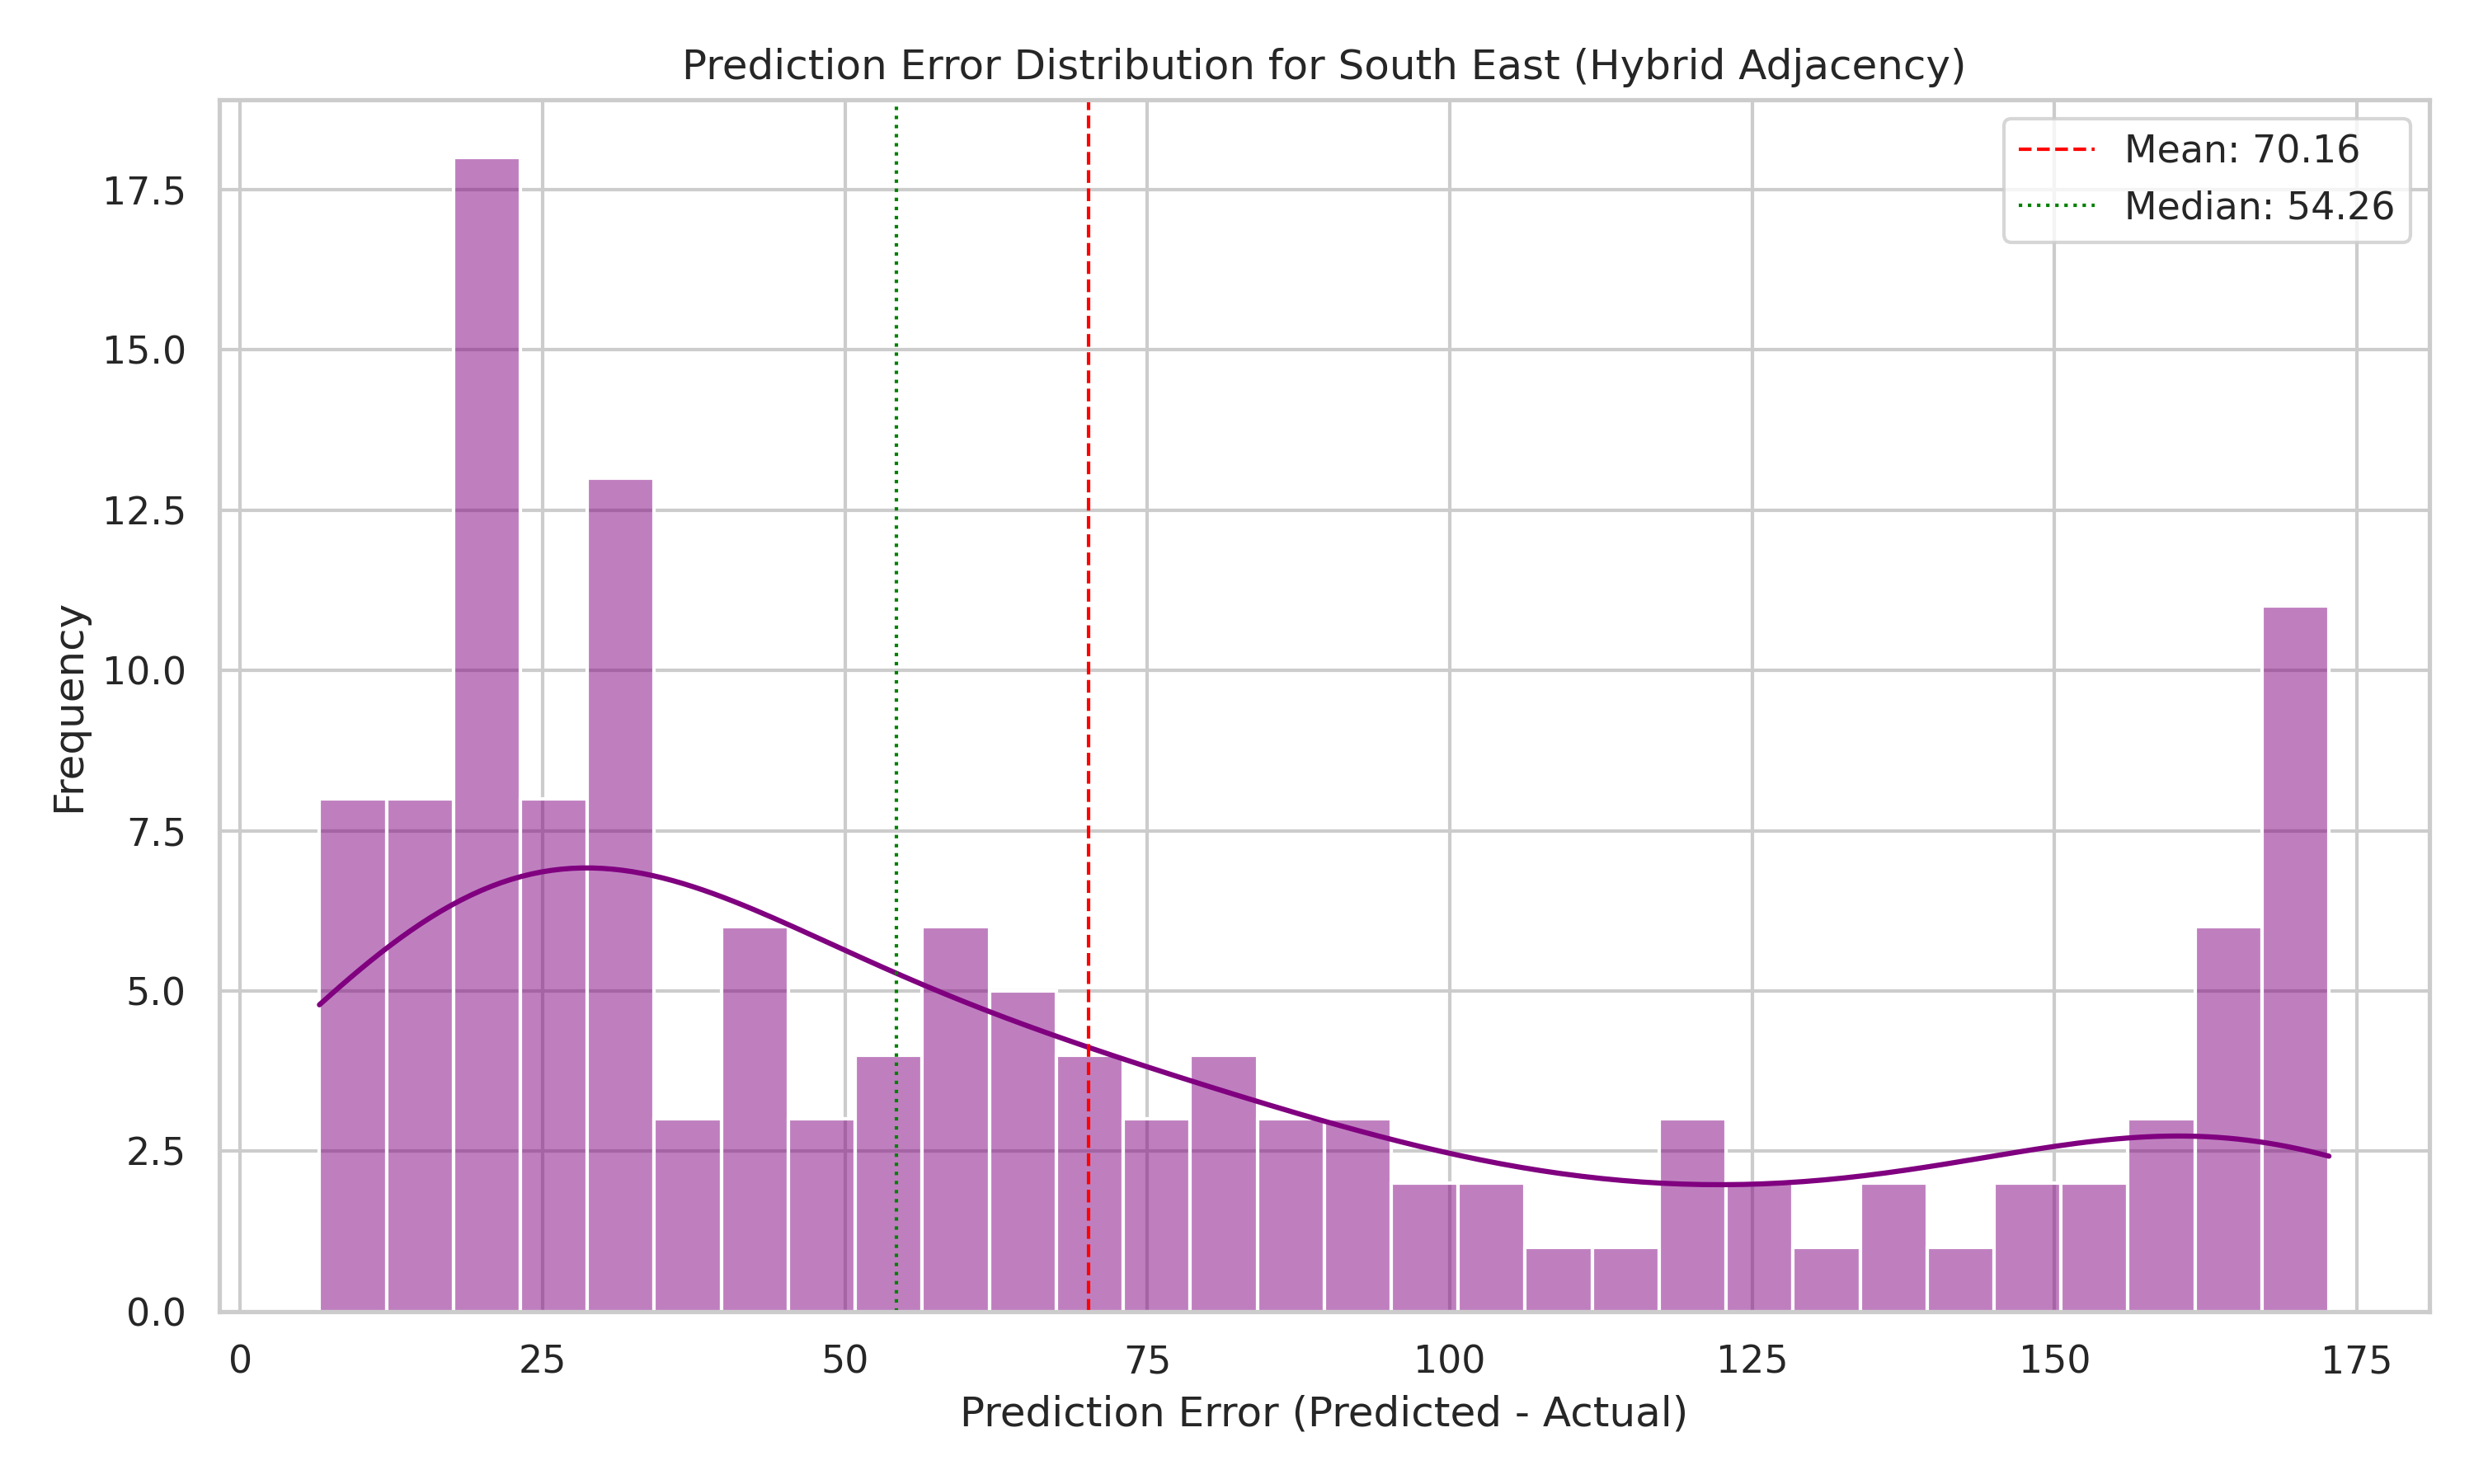 Prediction Error Distribution for South East (Hybrid Adjacency)
Mean: 70.16
Median: 54.26
Frequency
17.5
15.0
12.5
10.0
7.5
5.0
2.5
0.0
0 25 50 75 100 125 150 175
Prediction Error (Predicted - Actual)